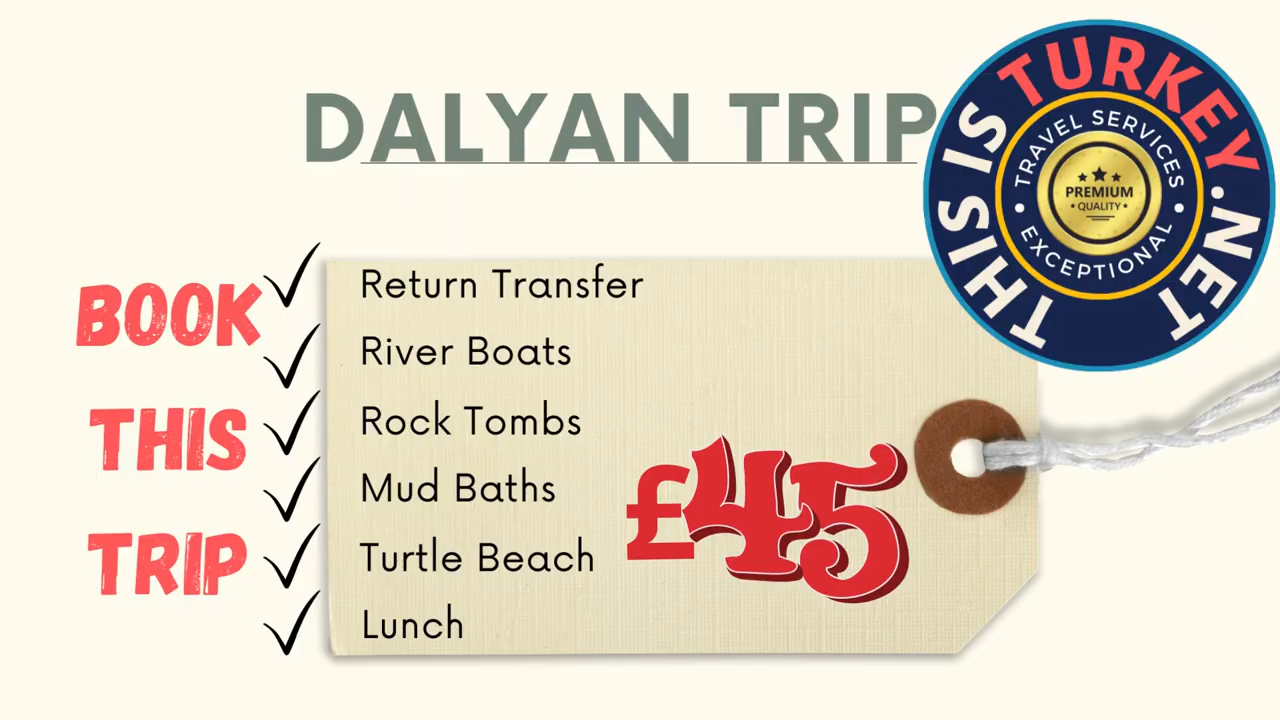 DALYAN TRIP
THIS IS TURKEY.NET
TRAVEL SERVICES
PREMIUM
QUALITY
EXCEPTIONAL
BOOK
THIS
TRIP
Return Transfer
River Boats
Rock Tombs
Mud Baths
Turtle Beach
Lunch
£45